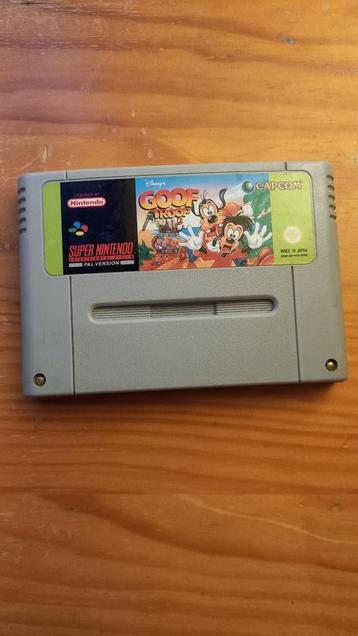 LICENSED BY
Nintendo
SUPER NINTENDO
ENTERTAINMENT SYSTEM
PAL VERSION
Disney's
GOOF
TROOP
CAPCOM
MADE IN JAPAN